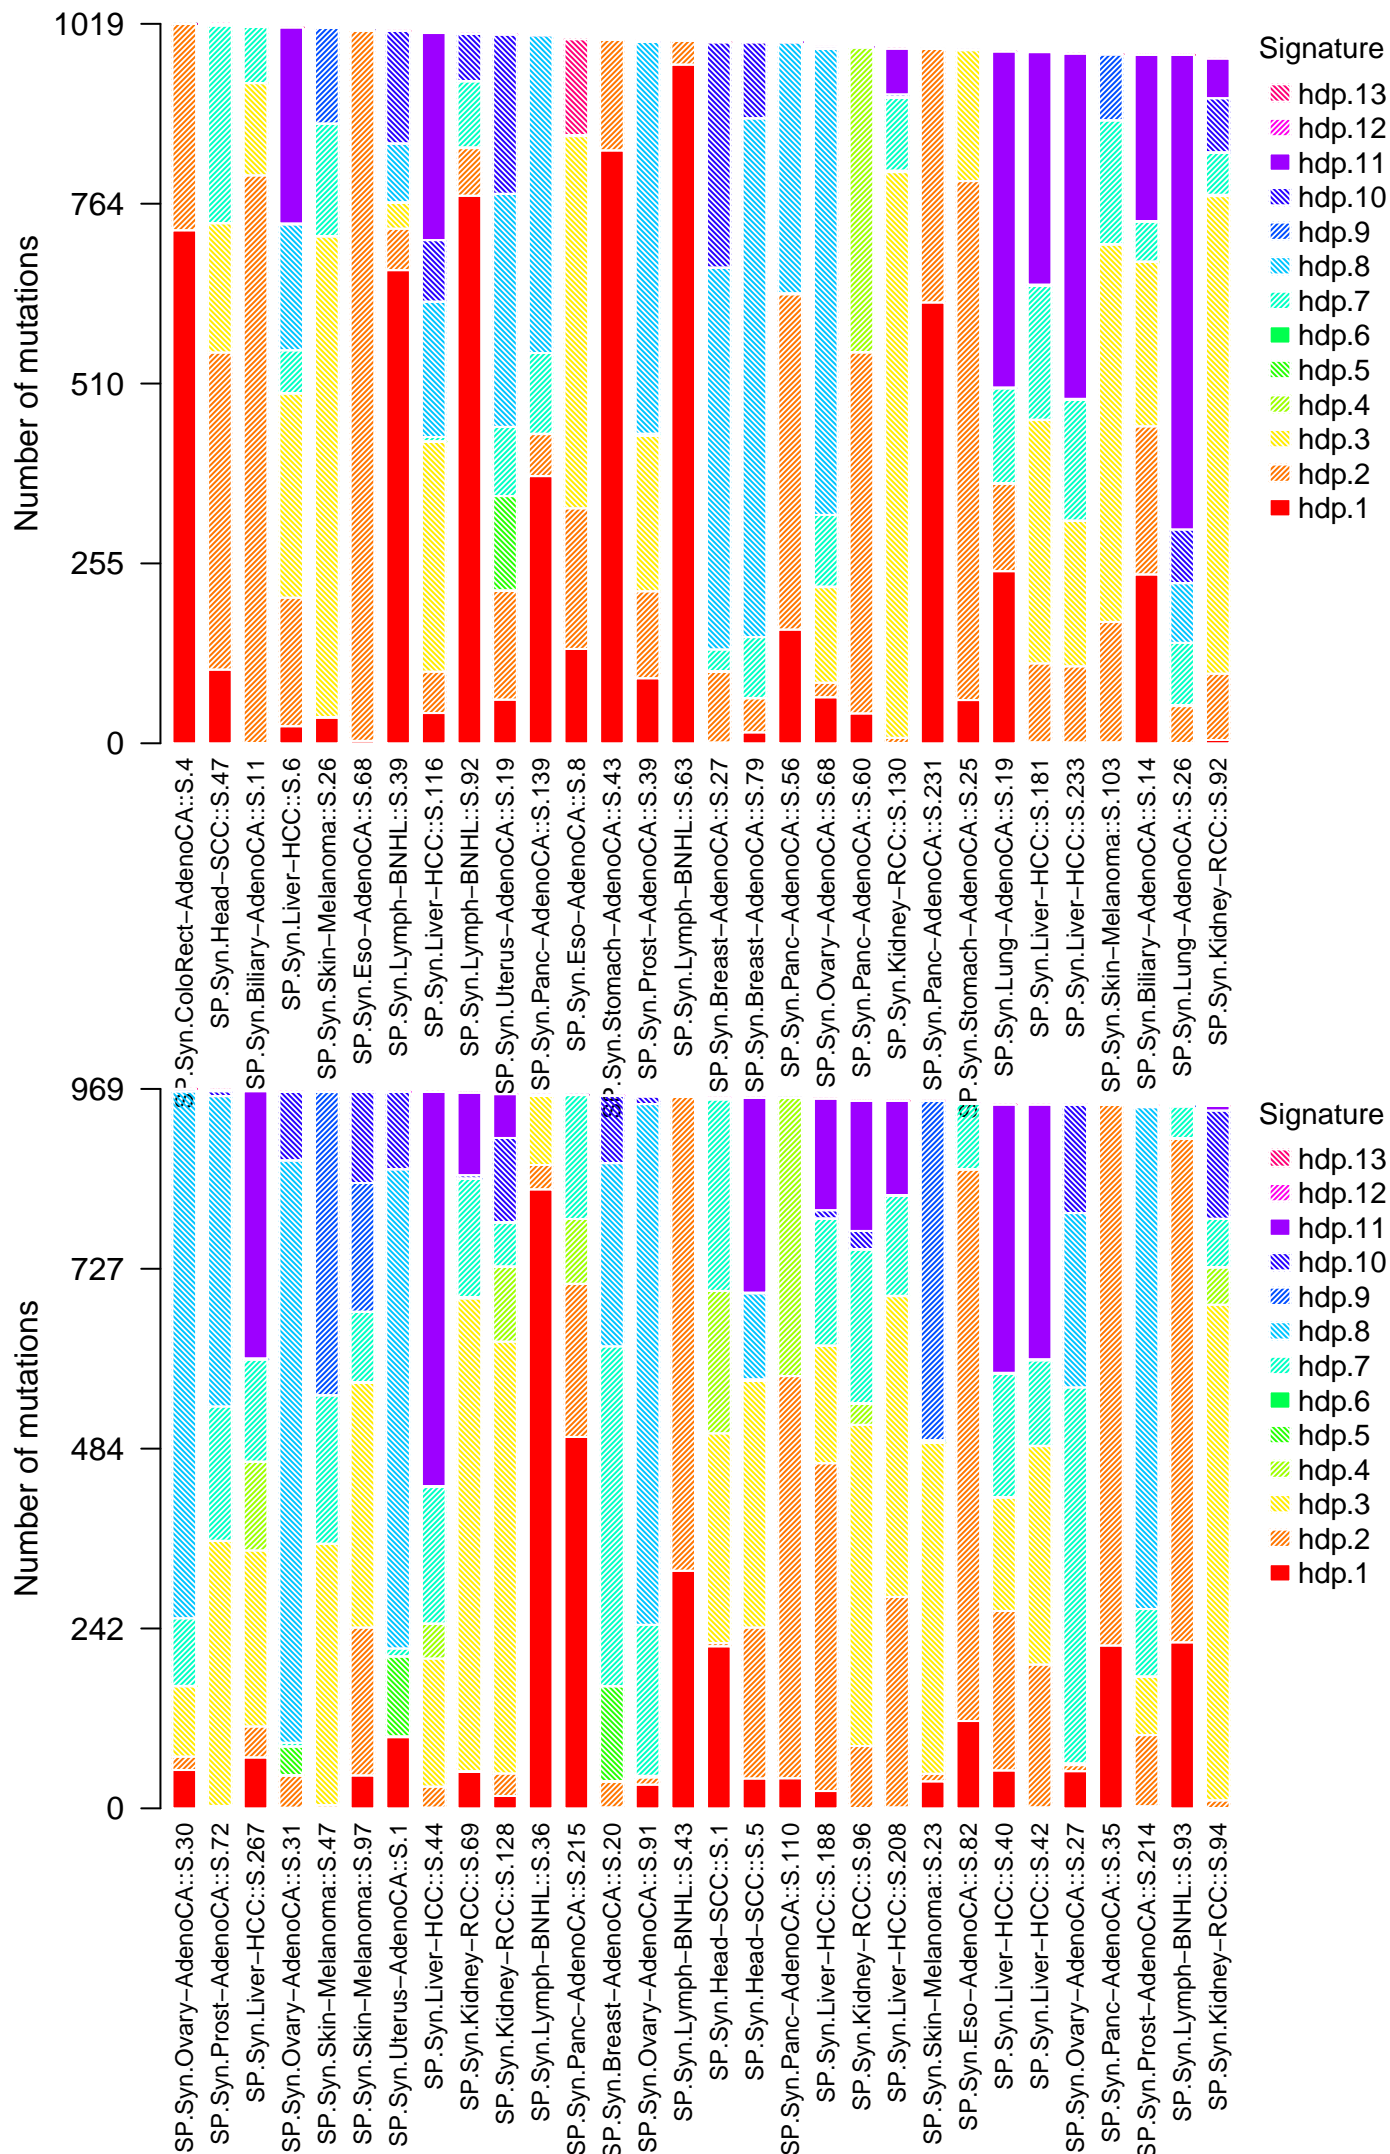 Number of mutations
1019
764
510
255
0
SP.Syn.ColoRect−AdenoCA::S.4
SP.Syn.Head−SCC::S.47
SP.Syn.Biliary−AdenoCA::S.11
SP.Syn.Liver−HCC::S.6
SP.Syn.Skin−Melanoma::S.26
SP.Syn.Eso−AdenoCA::S.68
SP.Syn.Lymph−BNHL::S.39
SP.Syn.Liver−HCC::S.116
SP.Syn.Lymph−BNHL::S.92
SP.Syn.Uterus−AdenoCA::S.19
SP.Syn.Panc−AdenoCA::S.139
SP.Syn.Eso−AdenoCA::S.8
SP.Syn.Stomach−AdenoCA::S.43
SP.Syn.Prost−AdenoCA::S.39
SP.Syn.Lymph−BNHL::S.63
SP.Syn.Breast−AdenoCA::S.27
SP.Syn.Breast−AdenoCA::S.79
SP.Syn.Panc−AdenoCA::S.56
SP.Syn.Ovary−AdenoCA::S.68
SP.Syn.Panc−AdenoCA::S.60
SP.Syn.Kidney−RCC::S.130
SP.Syn.Panc−AdenoCA::S.231
SP.Syn.Stomach−AdenoCA::S.25
SP.Syn.Lung−AdenoCA::S.19
SP.Syn.Liver−HCC::S.181
SP.Syn.Liver−HCC::S.233
SP.Syn.Skin−Melanoma::S.103
SP.Syn.Biliary−AdenoCA::S.14
SP.Syn.Lung−AdenoCA::S.26
SP.Syn.Kidney−RCC::S.92
Signature
hdp.13
hdp.12
hdp.11
hdp.10
hdp.9
hdp.8
hdp.7
hdp.6
hdp.5
hdp.4
hdp.3
hdp.2
hdp.1
Number of mutations
969
727
484
242
0
SP.Syn.Ovary−AdenoCA::S.30
SP.Syn.Prost−AdenoCA::S.72
SP.Syn.Liver−HCC::S.267
SP.Syn.Ovary−AdenoCA::S.31
SP.Syn.Skin−Melanoma::S.47
SP.Syn.Skin−Melanoma::S.97
SP.Syn.Uterus−AdenoCA::S.1
SP.Syn.Liver−HCC::S.44
SP.Syn.Kidney−RCC::S.69
SP.Syn.Kidney−RCC::S.128
SP.Syn.Lymph−BNHL::S.36
SP.Syn.Panc−AdenoCA::S.215
SP.Syn.Breast−AdenoCA::S.20
SP.Syn.Ovary−AdenoCA::S.91
SP.Syn.Lymph−BNHL::S.43
SP.Syn.Head−SCC::S.1
SP.Syn.Head−SCC::S.5
SP.Syn.Panc−AdenoCA::S.110
SP.Syn.Liver−HCC::S.188
SP.Syn.Kidney−RCC::S.96
SP.Syn.Liver−HCC::S.208
SP.Syn.Skin−Melanoma::S.23
SP.Syn.Eso−AdenoCA::S.82
SP.Syn.Liver−HCC::S.40
SP.Syn.Liver−HCC::S.42
SP.Syn.Ovary−AdenoCA::S.27
SP.Syn.Panc−AdenoCA::S.35
SP.Syn.Prost−AdenoCA::S.214
SP.Syn.Lymph−BNHL::S.93
SP.Syn.Kidney−RCC::S.94
Signature
hdp.13
hdp.12
hdp.11
hdp.10
hdp.9
hdp.8
hdp.7
hdp.6
hdp.5
hdp.4
hdp.3
hdp.2
hdp.1